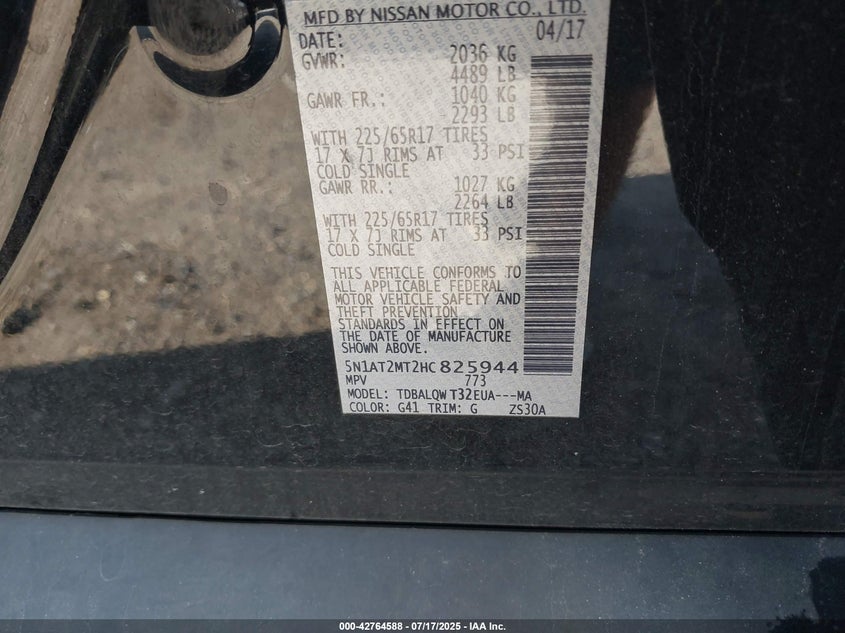 MFD BY NISSAN MOTOR CO., LTD.
DATE: 04/17
GVWR: 2036 KG
4489 LB
GAWR FR.: 1040 KG
2293 LB
WITH 225/65R17 TIRES
17 X 7J RIMS AT 33 PSI
COLD SINGLE
GAWR RR.: 1027 KG
2264 LB
WITH 225/65R17 TIRES
17 X 7J RIMS AT 33 PSI
COLD SINGLE
THIS VEHICLE CONFORMS TO
ALL APPLICABLE FEDERAL
MOTOR VEHICLE SAFETY AND
THEFT PREVENTION
STANDARDS IN EFFECT ON
THE DATE OF MANUFACTURE
SHOWN ABOVE.
5N1AT2MT2HC825944
MPV 773
MODEL: TDBALQWT32EUA---MA
COLOR: G41 TRIM: G ZS30A
000-42764588 - 07/17/2025 - IAA Inc.